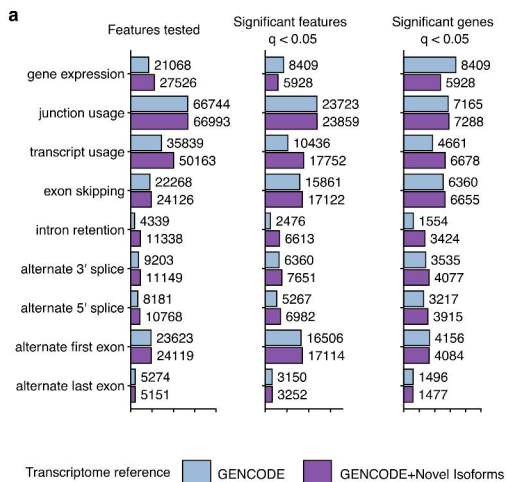 a
Features tested
Significant features
q < 0.05
Significant genes
q < 0.05
gene expression 21068 8409 8409
27526 5928 5928
junction usage 66744 23723 7165
66993 23859 7288
transcript usage 35839 10436 4661
50163 17752 6678
exon skipping 22268 15861 6360
24126 17122 6655
intron retention 4339 2476 1554
11338 6613 3424
alternate 3' splice 9203 6360 3535
11149 7651 4077
alternate 5' splice 8181 5267 3217
10768 6982 3915
alternate first exon 23623 16506 4156
24119 17114 4084
alternate last exon 5274 3150 1496
5151 3252 1477
Transcriptome reference GENCODE GENCODE+Novel Isoforms